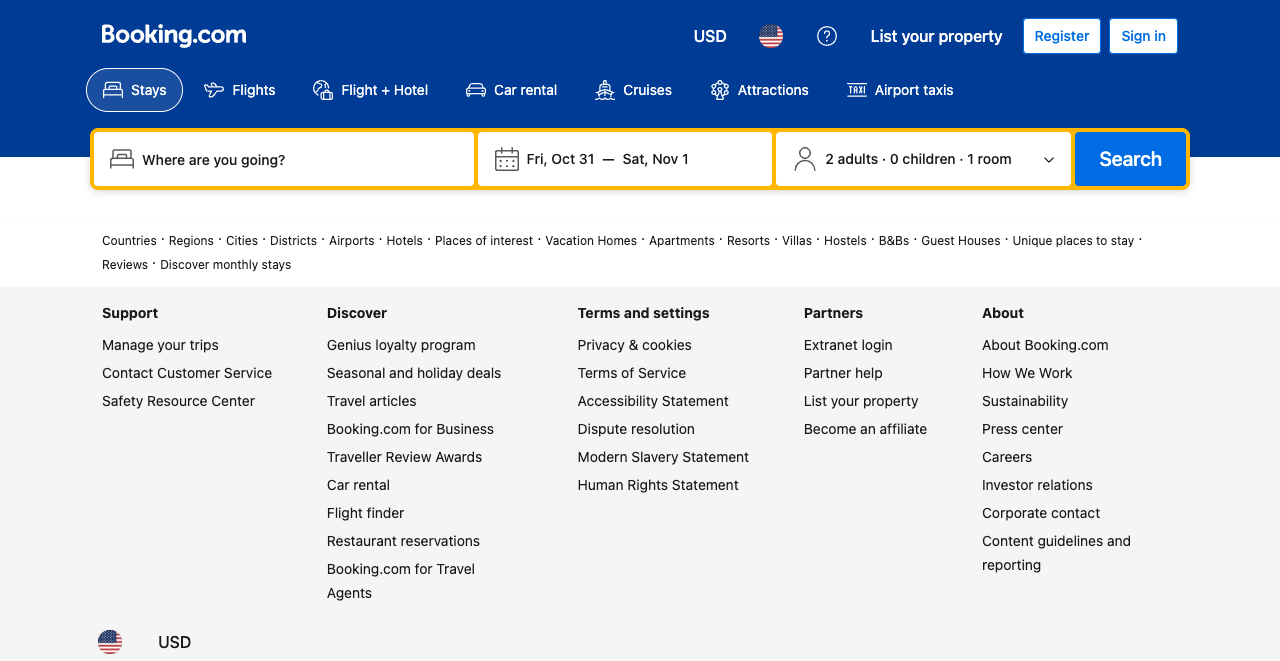 Booking.com
USD
List your property
Register
Sign in
Stays
Flights
Flight + Hotel
Car rental
Cruises
Attractions
TAXI
Airport taxis
Where are you going?
Fri, Oct 31 — Sat, Nov 1
2 adults · 0 children · 1 room
Search
Countries · Regions · Cities · Districts · Airports · Hotels · Places of interest · Vacation Homes · Apartments · Resorts · Villas · Hostels · B&Bs · Guest Houses · Unique places to stay ·
Reviews · Discover monthly stays
Support
Manage your trips
Contact Customer Service
Safety Resource Center
Discover
Genius loyalty program
Seasonal and holiday deals
Travel articles
Booking.com for Business
Traveller Review Awards
Car rental
Flight finder
Restaurant reservations
Booking.com for Travel
Agents
Terms and settings
Privacy & cookies
Terms of Service
Accessibility Statement
Dispute resolution
Modern Slavery Statement
Human Rights Statement
Partners
Extranet login
Partner help
List your property
Become an affiliate
About
About Booking.com
How We Work
Sustainability
Press center
Careers
Investor relations
Corporate contact
Content guidelines and
reporting
USD